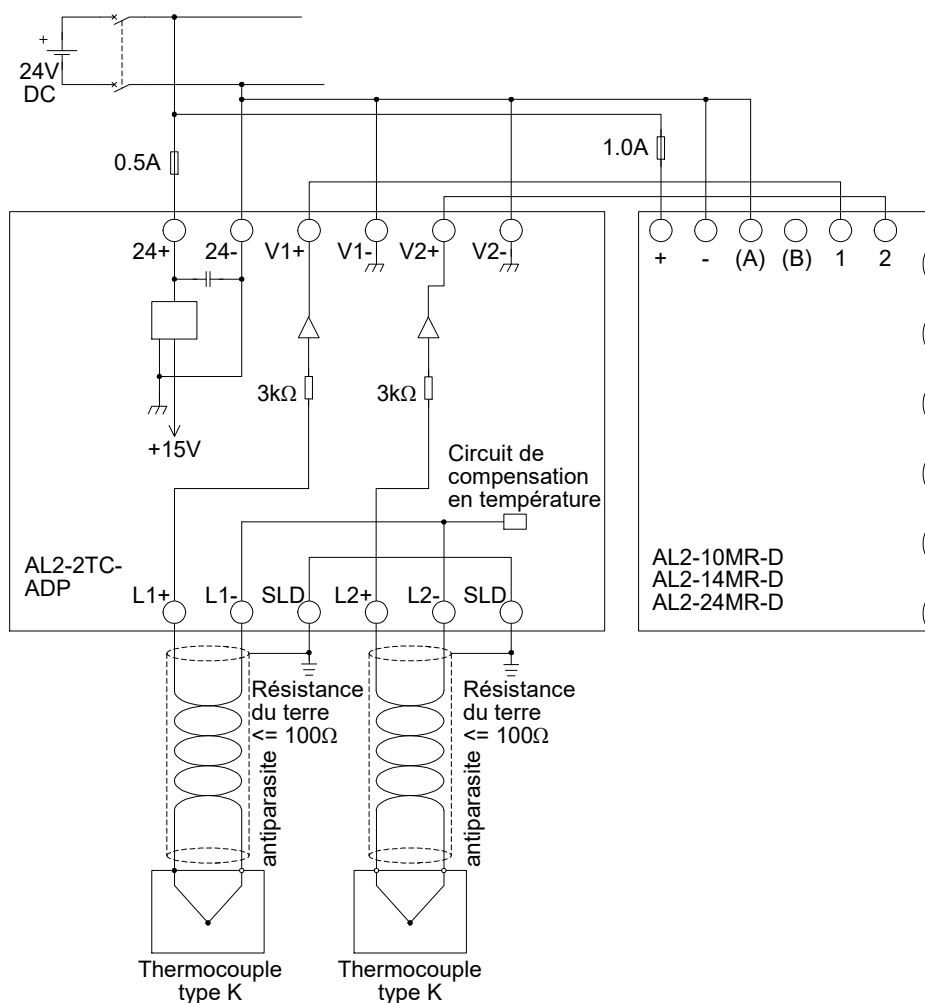 +
24V
DC
0.5A
1.0A
24+ 24- V1+ V1- V2+ V2-
+ - (A) (B) 1 2
3kΩ 3kΩ
+15V
Circuit de
compensation
en température
AL2-2TC-
ADP
AL2-10MR-D
AL2-14MR-D
AL2-24MR-D
L1+ L1- SLD L2+ L2- SLD
Résistance
du terre
<= 100Ω
antiparasite
Résistance
du terre
<= 100Ω
antiparasite
Thermocouple
type K
Thermocouple
type K